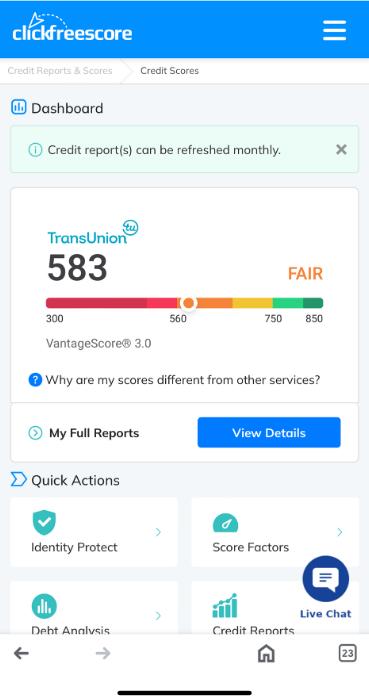 clickfreescore
Credit Reports & Scores Credit Scores
Dashboard
Credit report(s) can be refreshed monthly.
TransUnion
tu
583
FAIR
300 560 750 850
VantageScore® 3.0
Why are my scores different from other services?
My Full Reports View Details
Quick Actions
Identity Protect Score Factors
Live Chat
Debt Analysis Credit Reports
23